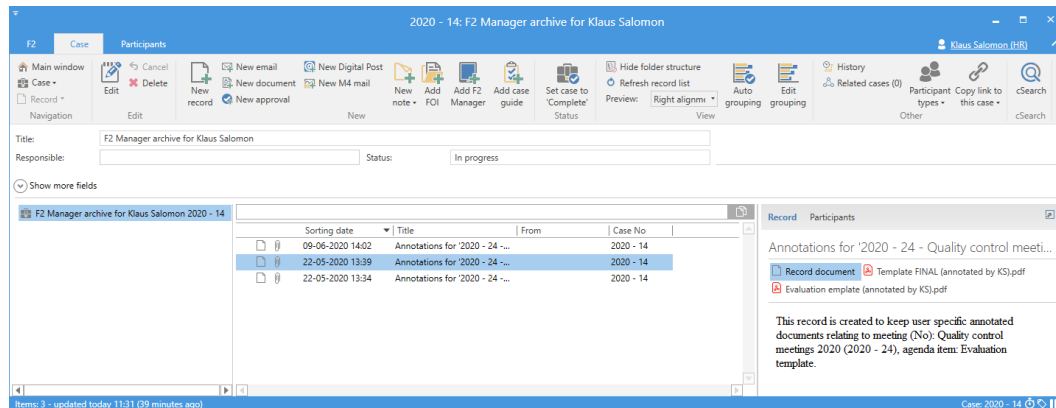 2020 - 14: F2 Manager archive for Klaus Salomon
F2 Case Participants Klaus Salomon (HR)
Main window
Case
Record
Navigation
Edit
Cancel
Delete
Edit
New record
New email
New document
New approval
New Digital Post
New M4 mail
New note
Add FOI
Add F2 Manager
Add case guide
New
Set case to 'Complete'
Status
Hide folder structure
Refresh record list
Preview: Right alignme
Auto grouping
Edit grouping
View
History
Related cases (0)
Participant types
Copy link to this case
Other
cSearch
cSearch
Title: F2 Manager archive for Klaus Salomon
Responsible: Status: In progress
Show more fields
F2 Manager archive for Klaus Salomon 2020 - 14
Sorting date Title From Case No
09-06-2020 14:02 Annotations for '2020 - 24 -... 2020 - 14
22-05-2020 13:39 Annotations for '2020 - 24 -... 2020 - 14
22-05-2020 13:34 Annotations for '2020 - 24 -... 2020 - 14
Record Participants
Annotations for '2020 - 24 - Quality control meeti...
Record document Template FINAL (annotated by KS).pdf
Evaluation emplate (annotated by KS).pdf
This record is created to keep user specific annotated
documents relating to meeting (No): Quality control
meetings 2020 (2020 - 24), agenda item: Evaluation
template.
Items: 3 - updated today 11:31 (39 minutes ago) Case: 2020 - 14